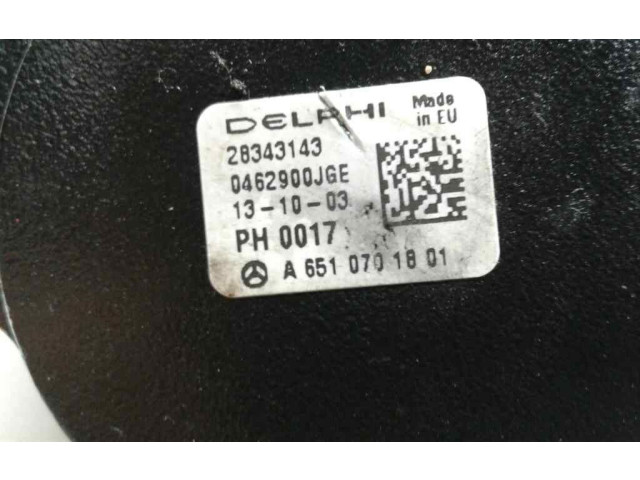 DELPHI
Made
in EU
28343143
0462900JGE
13-10-03
PH 0017
A 651 070 18 01